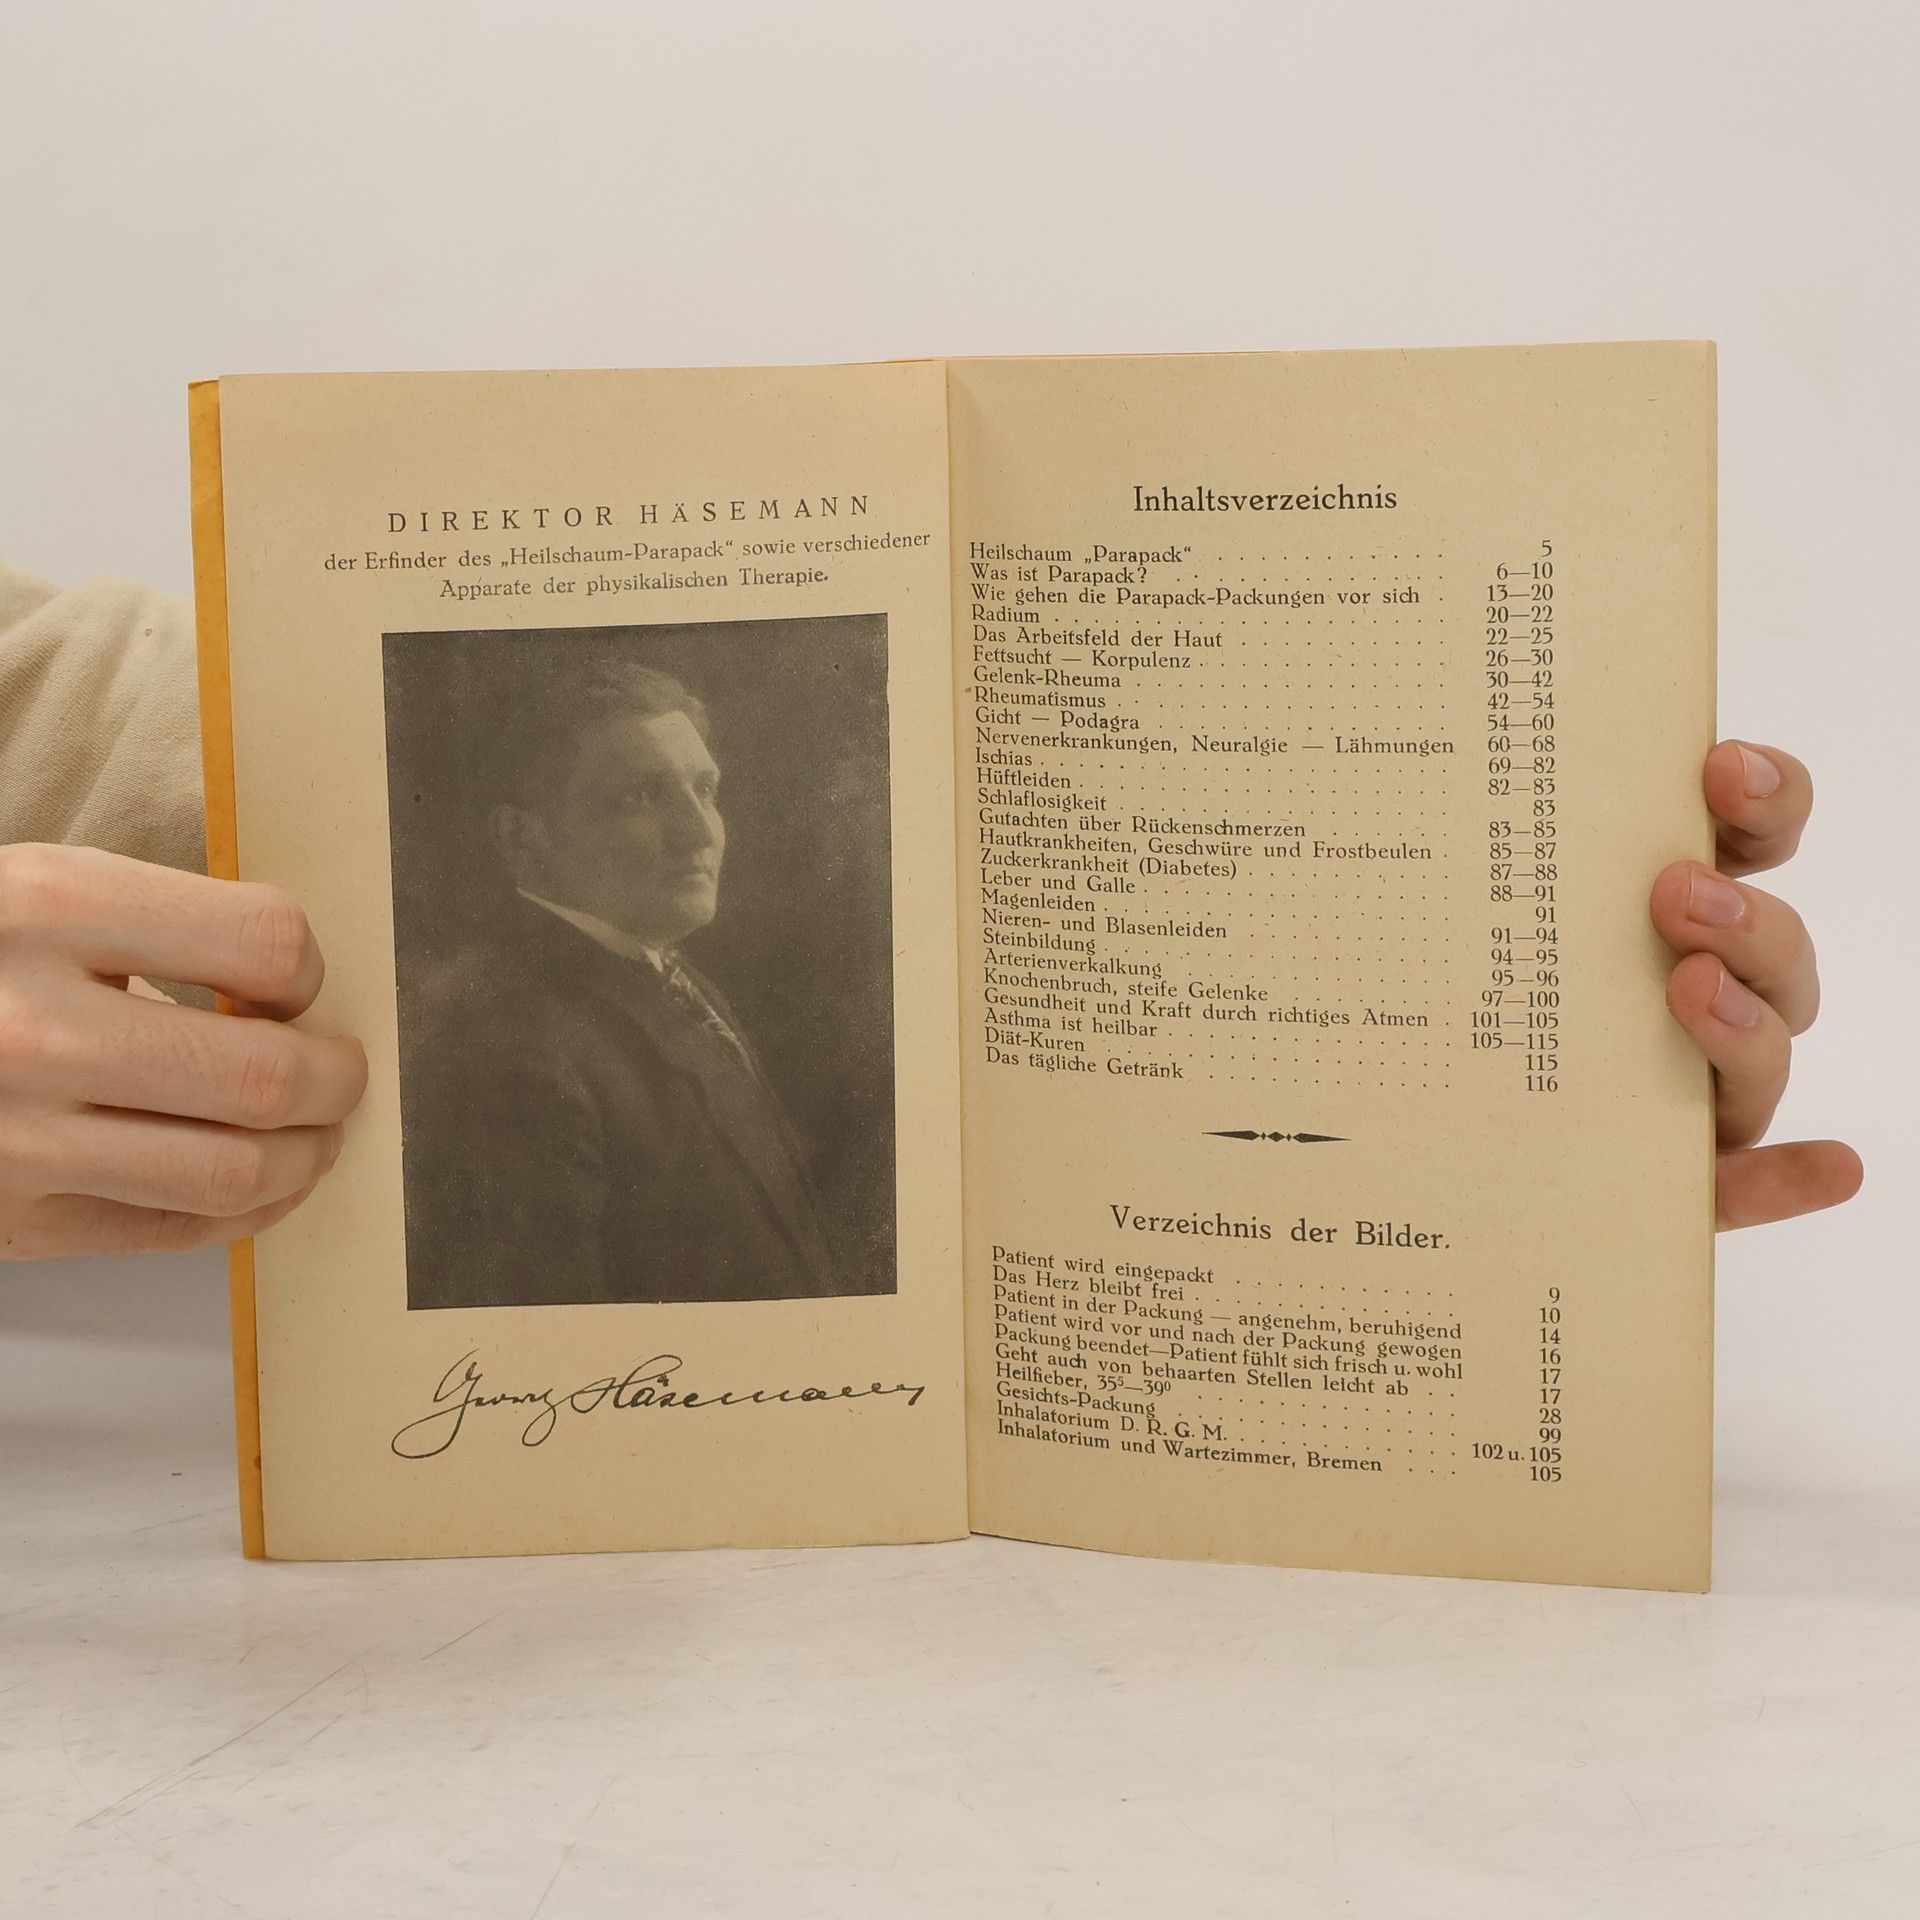 DIREKTOR HÄSEMANN
der Erfinder des „Heilschaum-Parapack“ sowie verschiedener
Apparate der physikalischen Therapie.
Georg Häsemann
Inhaltsverzeichnis
Heilschaum „Parapack“ . . . . . . . . . . . 5
Was ist Parapack? . . . . . . . . . . . . . 6—10
Wie gehen die Parapack-Packungen vor sich . 13—20
Radium . . . . . . . . . . . . . . . . . . 20—22
Das Arbeitsfeld der Haut . . . . . . . . . . 22—25
Fettsucht — Korpulenz . . . . . . . . . . . 26—30
Gelenk-Rheuma . . . . . . . . . . . . . . 30—42
Rheumatismus . . . . . . . . . . . . . . . 42—54
Gicht — Podagra . . . . . . . . . . . . . 54—60
Nervenerkrankungen, Neuralgie — Lähmungen 60—68
Ischias . . . . . . . . . . . . . . . . . . 69—82
Hüftleiden . . . . . . . . . . . . . . . . 82—83
Schlaflosigkeit . . . . . . . . . . . . . . 83
Gutachten über Rückenschmerzen . . . . . . 83—85
Hautkrankheiten, Geschwüre und Frostbeulen . 85—87
Zuckerkrankheit (Diabetes) . . . . . . . . . . 87—88
Leber und Galle . . . . . . . . . . . . . . 88—91
Magenleiden . . . . . . . . . . . . . . . . 91
Nieren- und Blasenleiden . . . . . . . . . . 91—94
Steinbildung . . . . . . . . . . . . . . . . 94—95
Arterienverkalkung . . . . . . . . . . . . . 95—96
Knochenbruch, steife Gelenke . . . . . . . . 97—100
Gesundheit und Kraft durch richtiges Atmen . 101—105
Asthma ist heilbar . . . . . . . . . . . . . 105—115
Diät-Kuren . . . . . . . . . . . . . . . . 115
Das tägliche Getränk . . . . . . . . . . . . 116
Verzeichnis der Bilder.
Patient wird eingepackt . . . . . . . . . . . 9
Das Herz bleibt frei . . . . . . . . . . . . . 10
Patient in der Packung — angenehm, beruhigend 14
Patient wird vor und nach der Packung gewogen 16
Packung beendet—Patient fühlt sich frisch u. wohl 17
Geht auch von behaarten Stellen leicht ab . . 17
Heilfieber, 35⁵—39⁰ . . . . . . . . . . . . 28
Gesichts-Packung . . . . . . . . . . . . . . 99
Inhalatorium D. R. G. M. . . . . . . . . . . . 102 u. 105
Inhalatorium und Wartezimmer, Bremen . . . 105